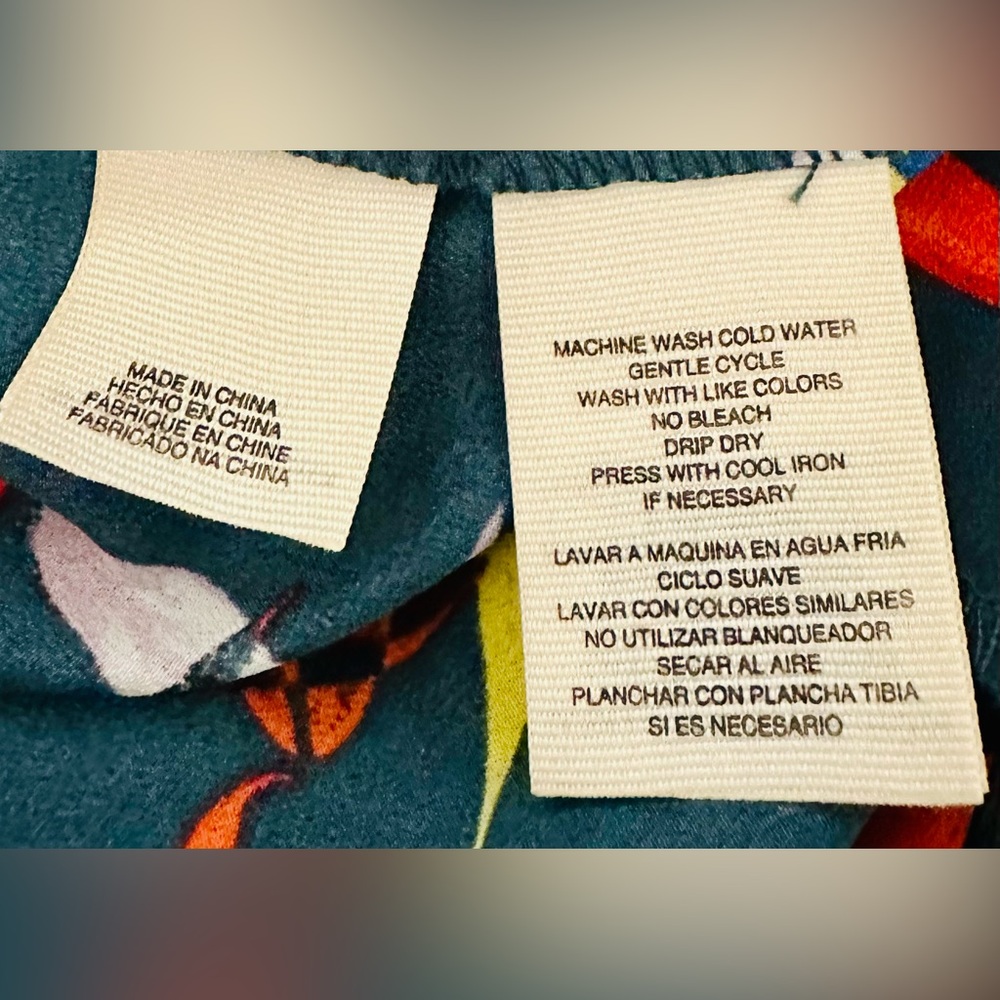 MADE IN CHINA
HECHO EN CHINA
FABRIQUE EN CHINE
FABRICADO NA CHINA
MACHINE WASH COLD WATER
GENTLE CYCLE
WASH WITH LIKE COLORS
NO BLEACH
DRIP DRY
PRESS WITH COOL IRON
IF NECESSARY
LAVAR A MAQUINA EN AGUA FRIA
CICLO SUAVE
LAVAR CON COLORES SIMILARES
NO UTILIZAR BLANQUEADOR
SECAR AL AIRE
PLANCHAR CON PLANCHA TIBIA
SI ES NECESARIO